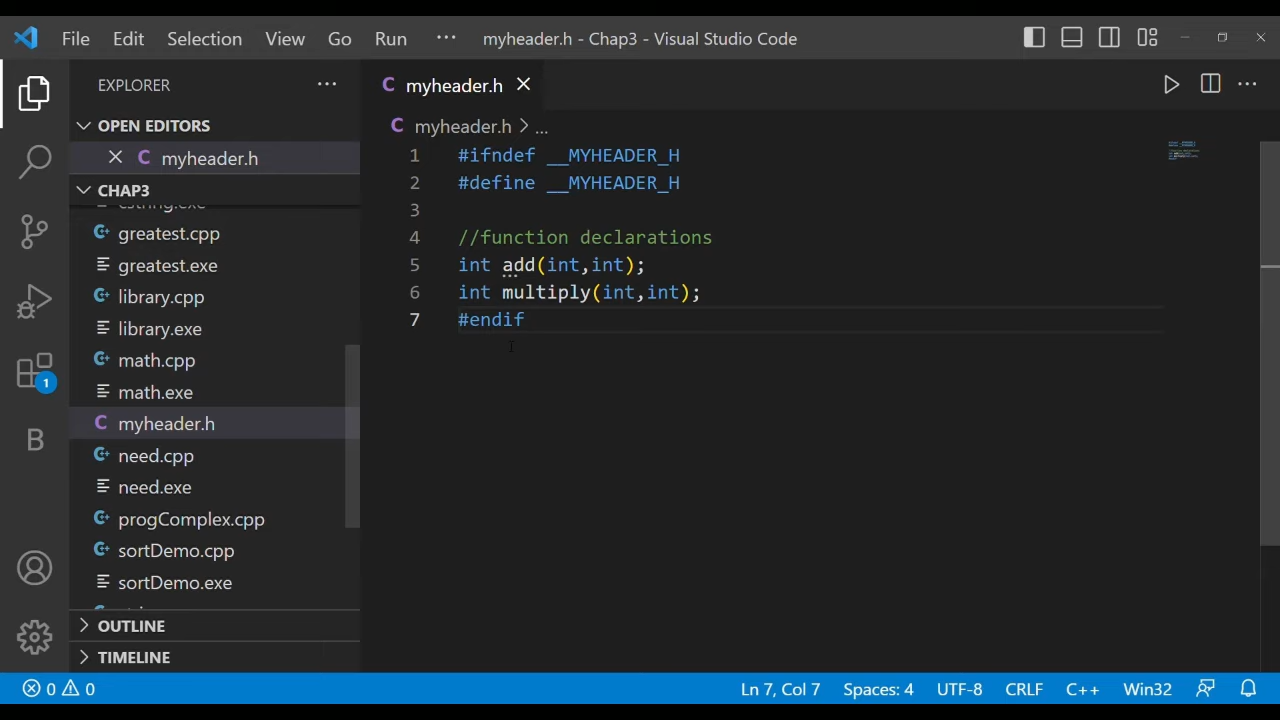 File Edit Selection View Go Run ··· myheader.h - Chap3 - Visual Studio Code
EXPLORER ···
OPEN EDITORS
myheader.h
CHAP3
cstring.exe
greatest.cpp
greatest.exe
library.cpp
library.exe
math.cpp
math.exe
myheader.h
need.cpp
need.exe
progComplex.cpp
sortDemo.cpp
sortDemo.exe
OUTLINE
TIMELINE
1
B
C myheader.h
C myheader.h > ...
1 #ifndef __MYHEADER_H
2 #define __MYHEADER_H
3
4 //function declarations
5 int add(int,int);
6 int multiply(int,int);
7 #endif
0 0 Ln 7, Col 7 Spaces: 4 UTF-8 CRLF C++ Win32